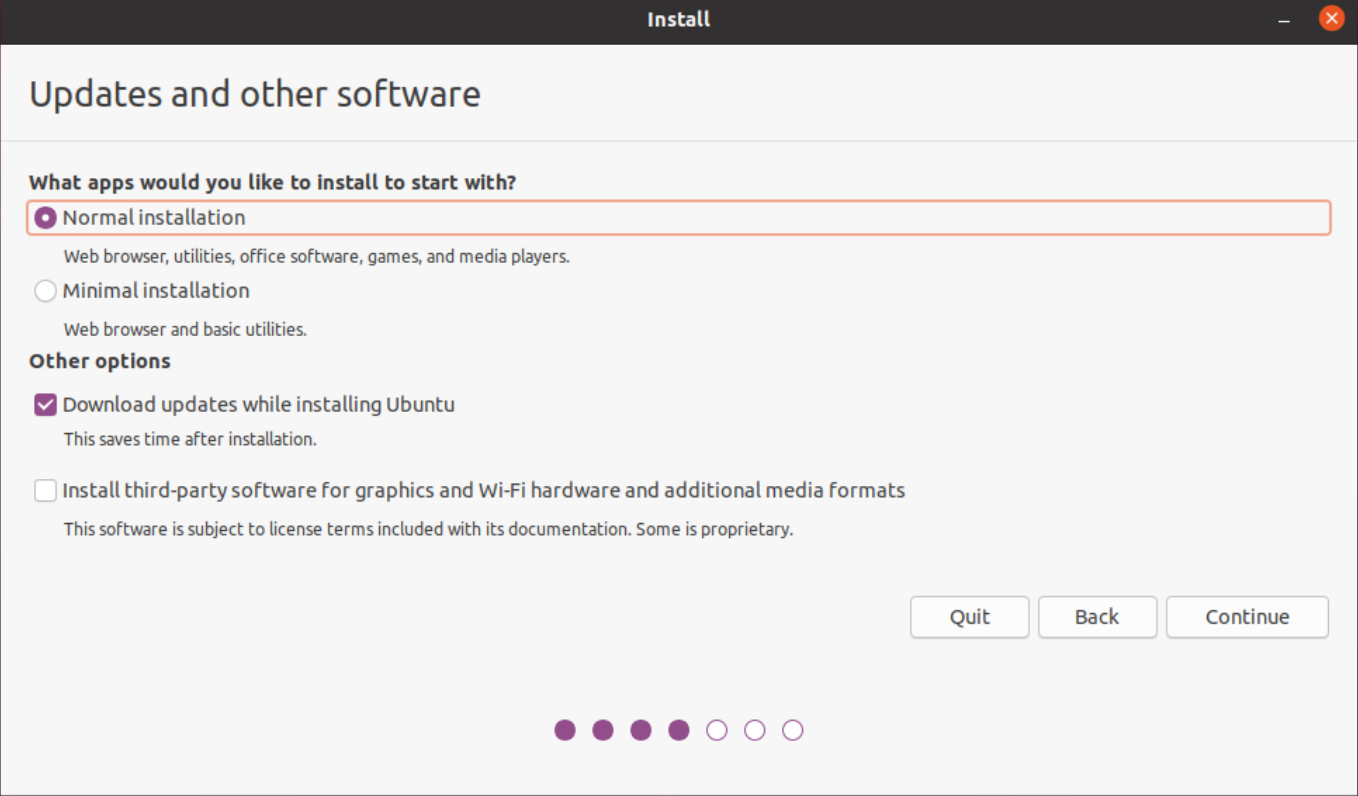 Install
Updates and other software
What apps would you like to install to start with?
Normal installation
Web browser, utilities, office software, games, and media players.
Minimal installation
Web browser and basic utilities.
Other options
Download updates while installing Ubuntu
This saves time after installation.
Install third-party software for graphics and Wi-Fi hardware and additional media formats
This software is subject to license terms included with its documentation. Some is proprietary.
Quit Back Continue